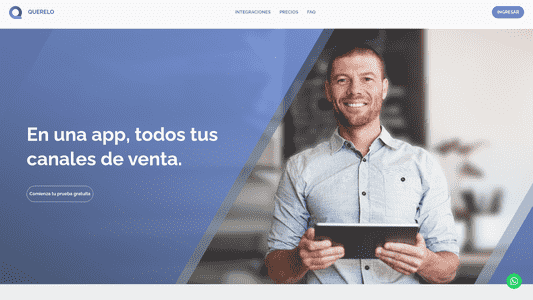 QUERELO
INTEGRACIONES PRECIOS FAQ
INGRESAR
En una app, todos tus
canales de venta.
Comienza tu prueba gratuita